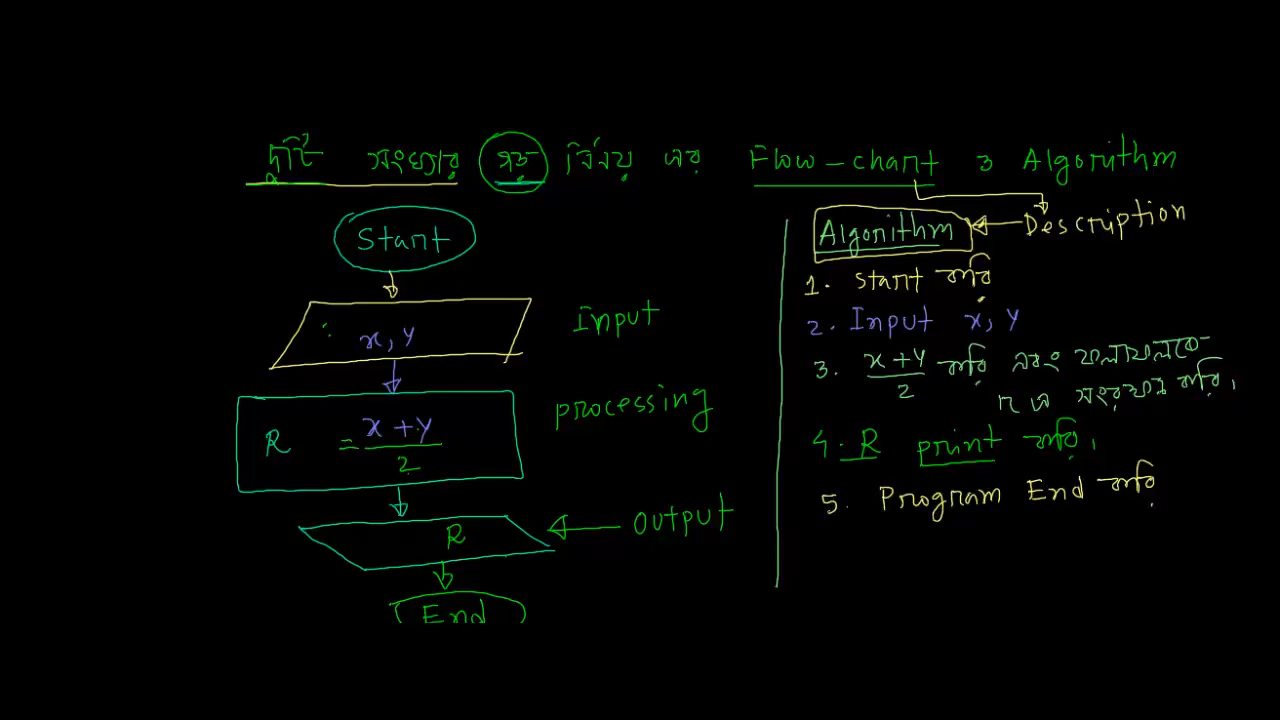 দুটি সংখ্যার গড় নির্ণয় এর Flow-chart ও Algorithm
Start
x, y
Input
R = x + y / 2
processing
R
output
End
Algorithm
Description
1. start করি
2. Input x, y
3. x + y / 2 করি এবং ফলাফলকে
R এ সংরক্ষন করি।
4. R print করি।
5. Program End করি